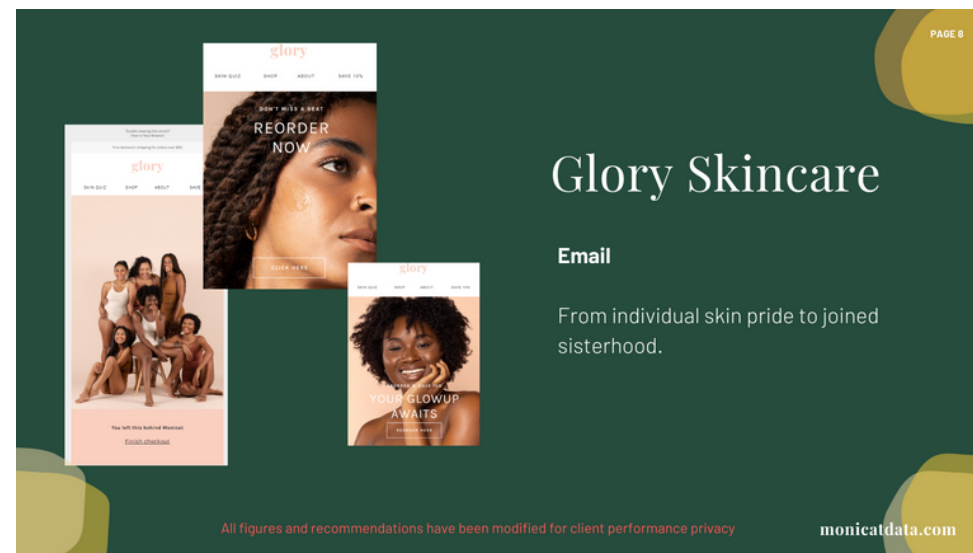 PAGE 8
glory
SKIN QUIZ SHOP ABOUT SAVE 10%
DON'T MISS A BEAT
REORDER
NOW
CLICK HERE
glory
SKIN QUIZ SHOP ABOUT SAVE
You left this behind Monica!
Finish checkout
glory
SKIN QUIZ SHOP ABOUT SAVE 10%
YOUR GLOWUP
AWAITS
REORDER HERE
Glory Skincare
Email
From individual skin pride to joined
sisterhood.
All figures and recommendations have been modified for client performance privacy
monicatdata.com